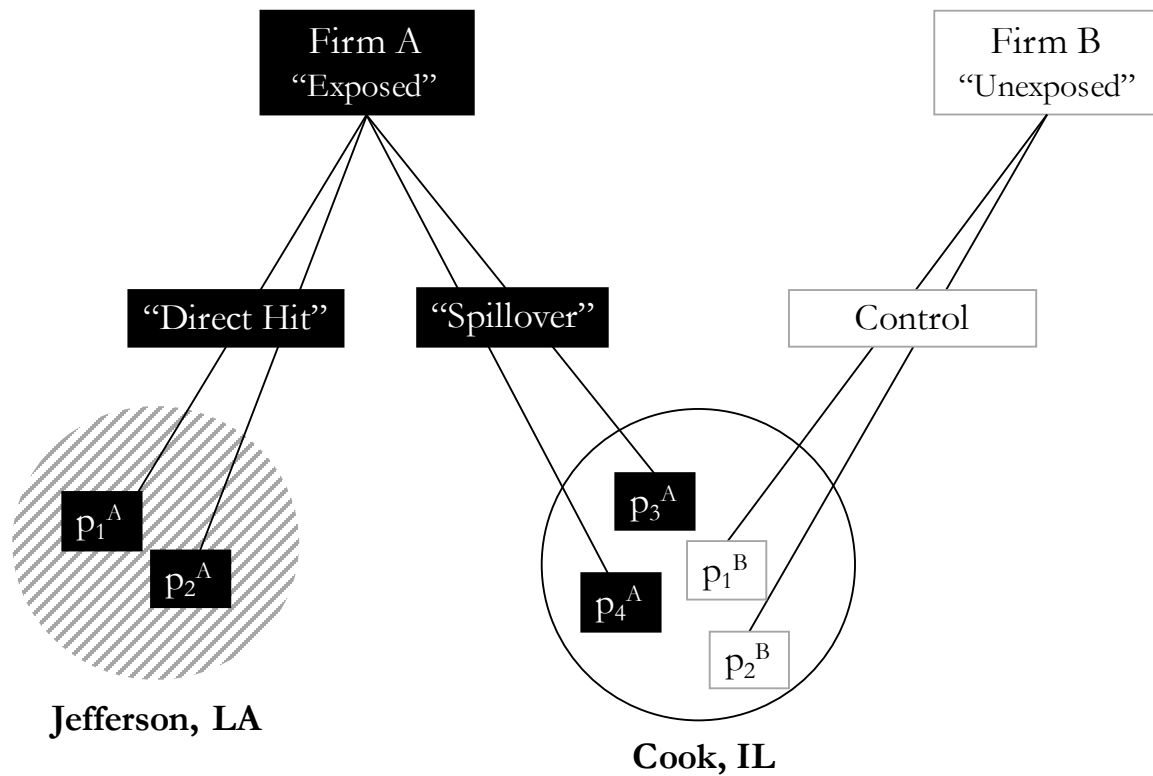 Firm A
“Exposed”
Firm B
“Unexposed”
“Direct Hit”
“Spillover”
Control
p₁ᴬ
p₂ᴬ
p₃ᴬ
p₄ᴬ
p₁ᴮ
p₂ᴮ
Jefferson, LA
Cook, IL